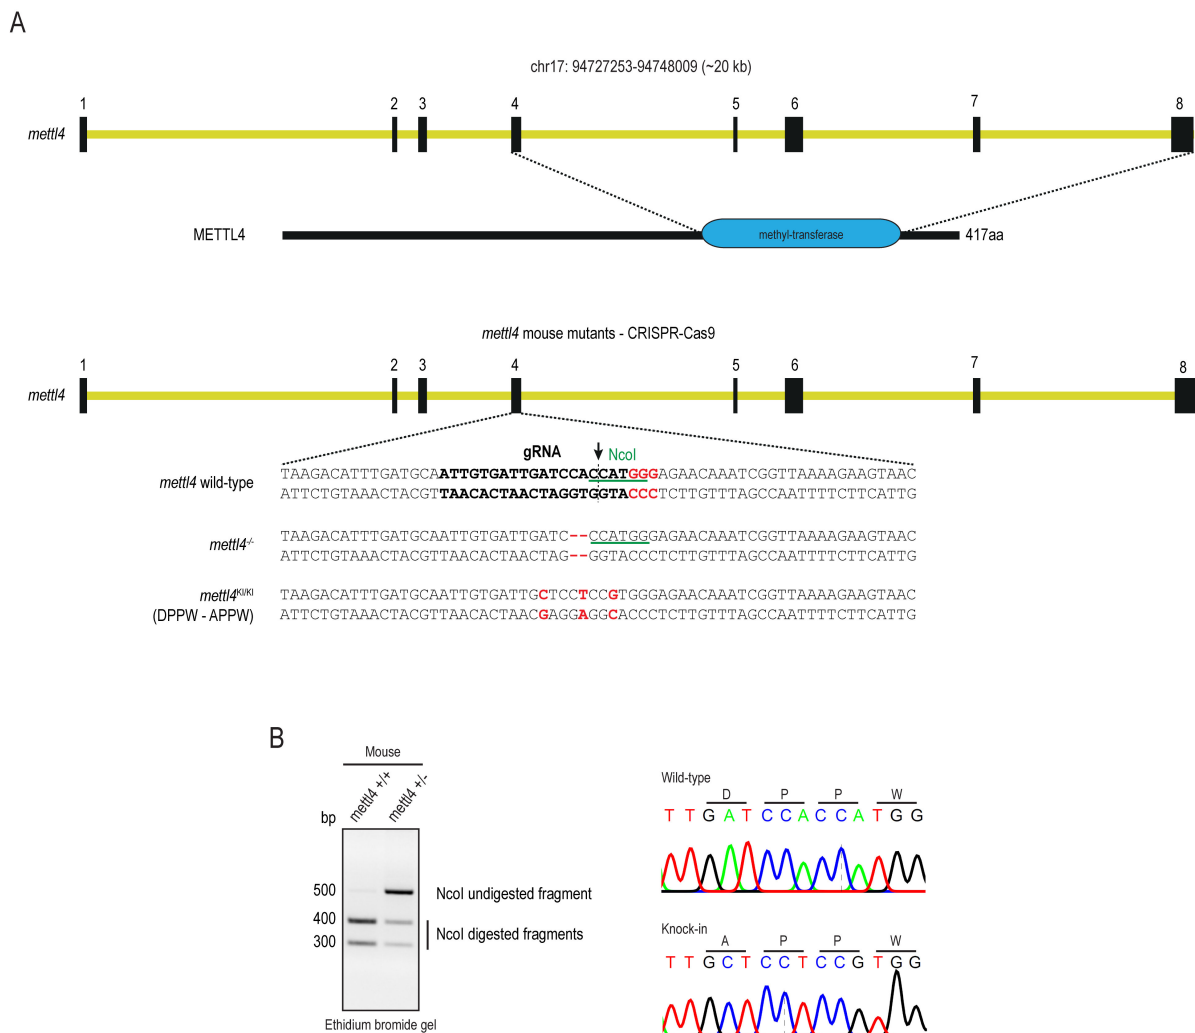 A
chr17: 94727253-94748009 (~20 kb)
1 2 3 4 5 6 7 8
mettl4
METTL4 methyl-transferase 417aa
mettl4 mouse mutants - CRISPR-Cas9
1 2 3 4 5 6 7 8
mettl4
gRNA NcoI
mettl4 wild-type
TAAGACATTTGATGCAATTGTGATTGATCCACCATGGGAGAACAAATCGGTTAAAAGAAGTAAC
ATTCTGTAAACTACGTTAACACTAACTAGGTGGTACCCTCTTGTTTAGCCAATTTTCTTCATTG
mettl4-/-
TAAGACATTTGATGCAATTGTGATTGATC--CCATGGGAGAACAAATCGGTTAAAAGAAGTAAC
ATTCTGTAAACTACGTTAACACTAACTAG--GGTACCCTCTTGTTTAGCCAATTTTCTTCATTG
mettl4KI/KI
(DPPW - APPW)
TAAGACATTTGATGCAATTGTGATTGCTCCTCCGTGGGAGAACAAATCGGTTAAAAGAAGTAAC
ATTCTGTAAACTACGTTAACACTAACGAGGAGGCACCCTCTTGTTTAGCCAATTTTCTTCATTG
B
Mouse
mettl4 +/+
mettl4 +/-
bp
500
400
300
NcoI undigested fragment
NcoI digested fragments
Ethidium bromide gel
Wild-type
D P P W
T T G A T C C A C C A T G G
Knock-in
A P P W
T T G C T C C T C C G T G G